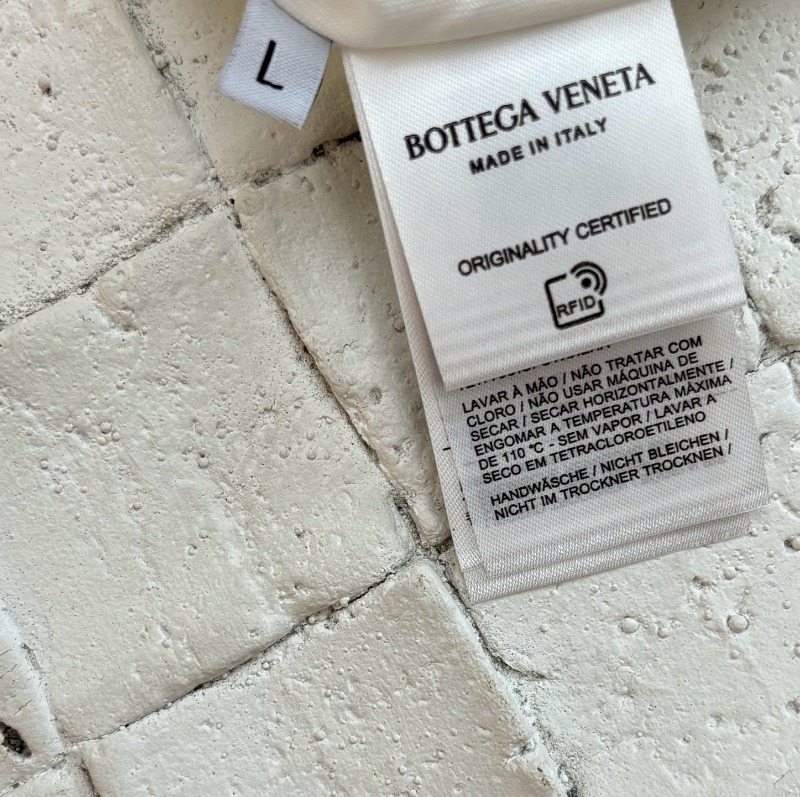 L
BOTTEGA VENETA
MADE IN ITALY
ORIGINALITY CERTIFIED
RFID
LAVAR À MÃO / NÃO TRATAR COM
CLORO / NÃO USAR MÁQUINA DE
SECAR / SECAR HORIZONTALMENTE /
ENGOMAR A TEMPERATURA MÁXIMA
DE 110 °C - SEM VAPOR / LAVAR A
SECO EM TETRACLOROETILENO
HANDWÄSCHE / NICHT BLEICHEN /
NICHT IM TROCKNER TROCKNEN /